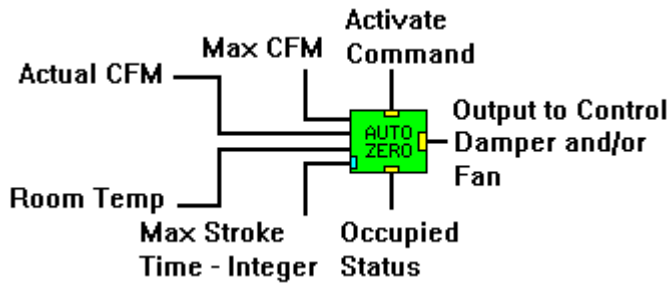 Activate
Command
Max CFM
Actual CFM
AUTO
ZERO
Output to Control
Damper and/or
Fan
Room Temp
Max Stroke
Time - Integer
Occupied
Status